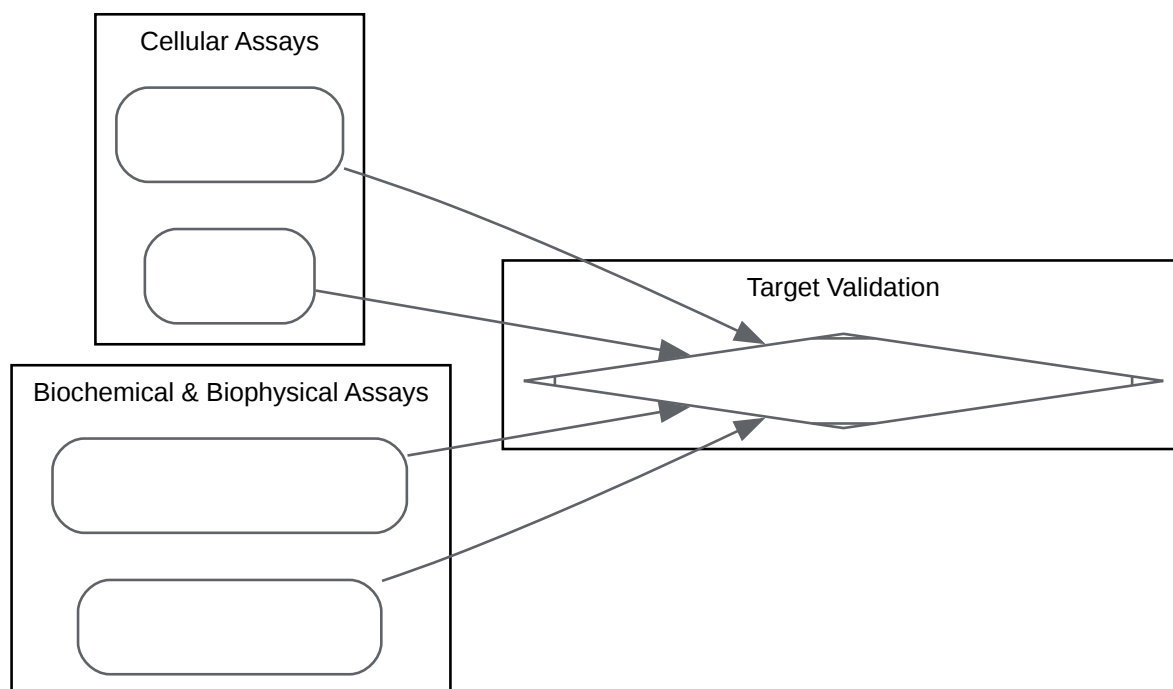 Cellular Assays
Target Validation
Biochemical & Biophysical Assays